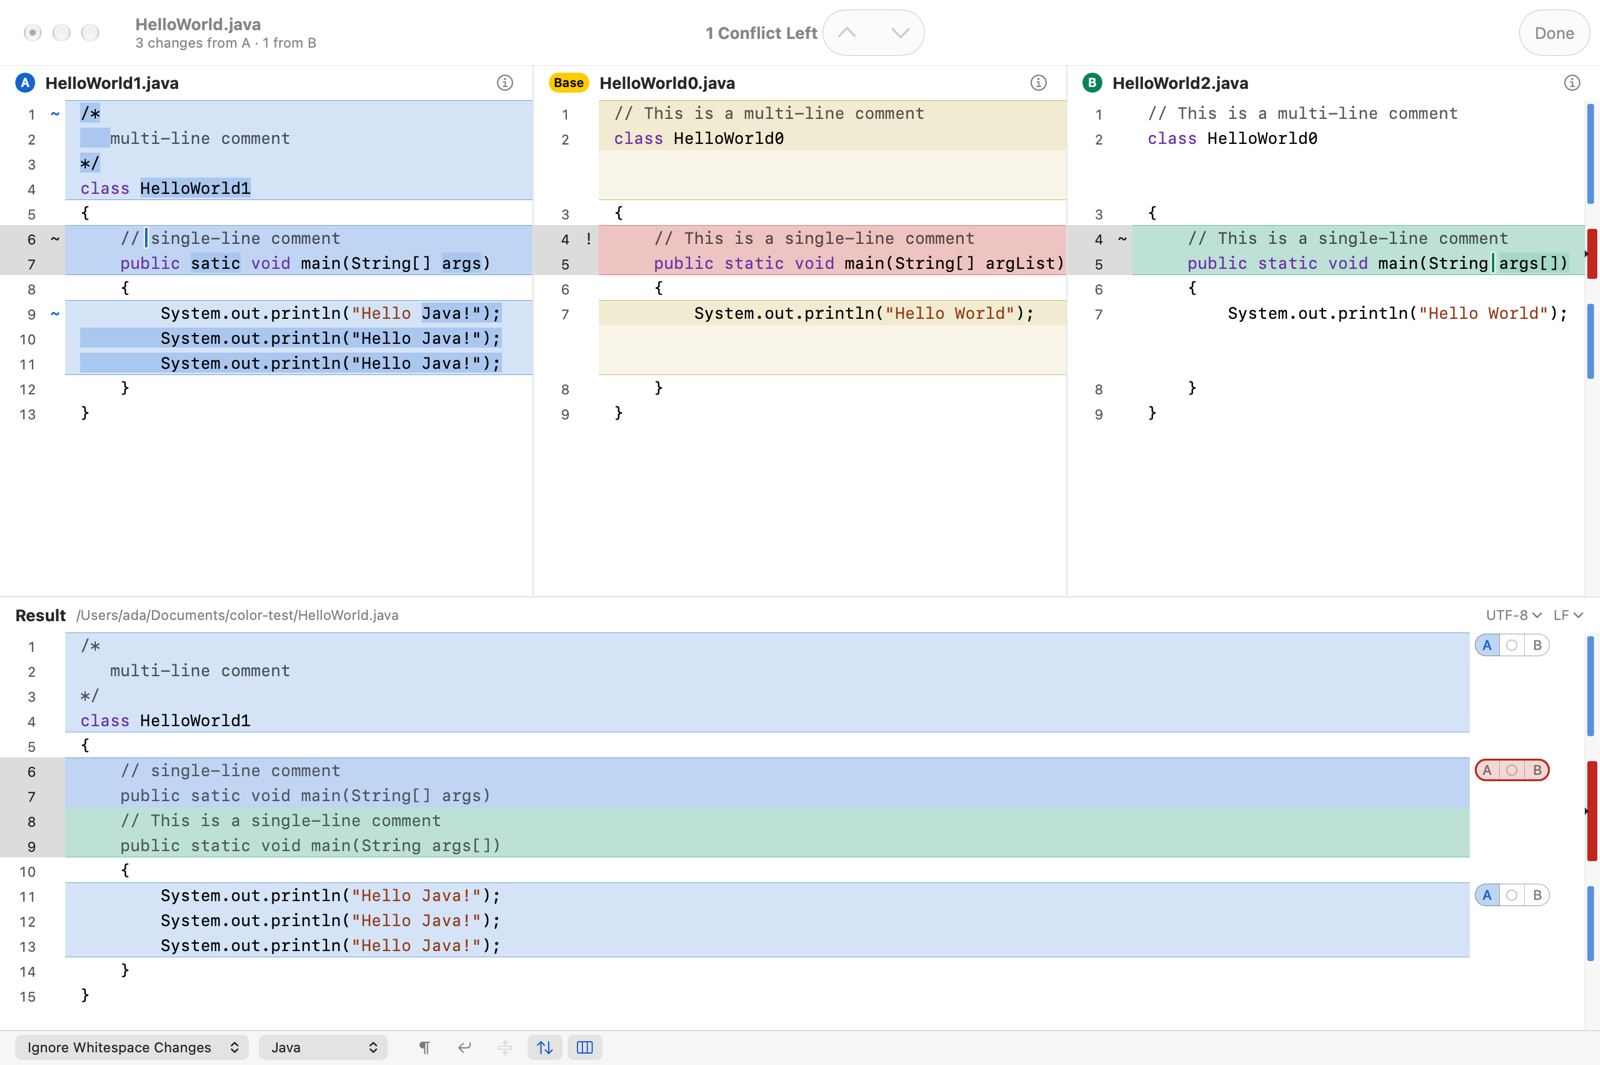 HelloWorld.java
3 changes from A · 1 from B
1 Conflict Left
Done
A HelloWorld1.java
1 ~ /*
2 multi-line comment
3 */
4 class HelloWorld1
5 {
6 ~ // single-line comment
7 public satic void main(String[] args)
8 {
9 ~ System.out.println("Hello Java!");
10 System.out.println("Hello Java!");
11 System.out.println("Hello Java!");
12 }
13 }
Base HelloWorld0.java
1 // This is a multi-line comment
2 class HelloWorld0
3 {
4 ! // This is a single-line comment
5 public static void main(String[] argList)
6 {
7 System.out.println("Hello World");
8 }
9 }
B HelloWorld2.java
1 // This is a multi-line comment
2 class HelloWorld0
3 {
4 ~ // This is a single-line comment
5 public static void main(String args[])
6 {
7 System.out.println("Hello World");
8 }
9 }
Result /Users/ada/Documents/color-test/HelloWorld.java
UTF-8 LF
1 /*
2 multi-line comment
3 */
4 class HelloWorld1
5 {
6 // single-line comment
7 public satic void main(String[] args)
8 // This is a single-line comment
9 public static void main(String args[])
10 {
11 System.out.println("Hello Java!");
12 System.out.println("Hello Java!");
13 System.out.println("Hello Java!");
14 }
15 }
A B
A B
A B
Ignore Whitespace Changes
Java
¶